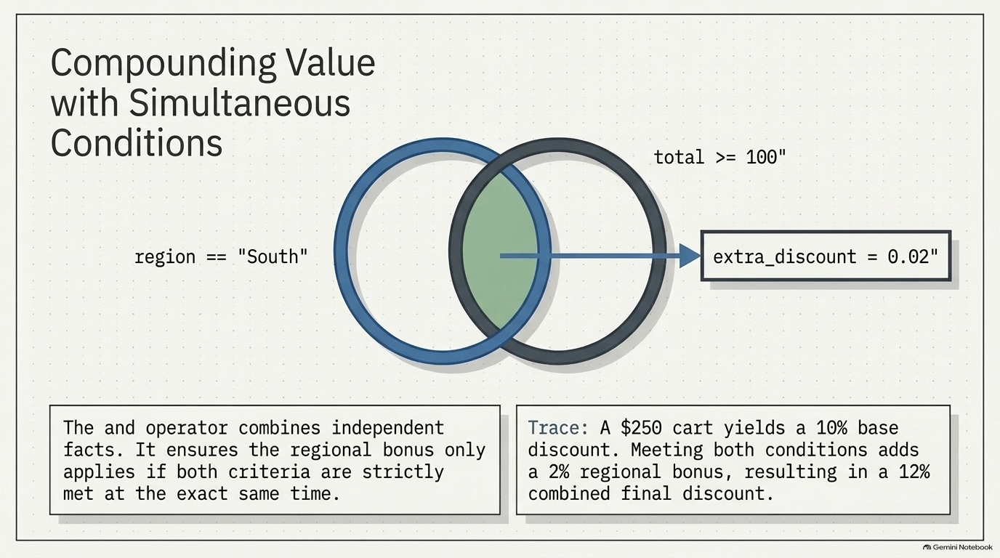 Compounding Value
with Simultaneous
Conditions
total >= 100"
region == "South"
extra_discount = 0.02"
The and operator combines independent
facts. It ensures the regional bonus only
applies if both criteria are strictly
met at the exact same time.
Trace: A $250 cart yields a 10% base
discount. Meeting both conditions adds
a 2% regional bonus, resulting in a 12%
combined final discount.
Gemini Notebook